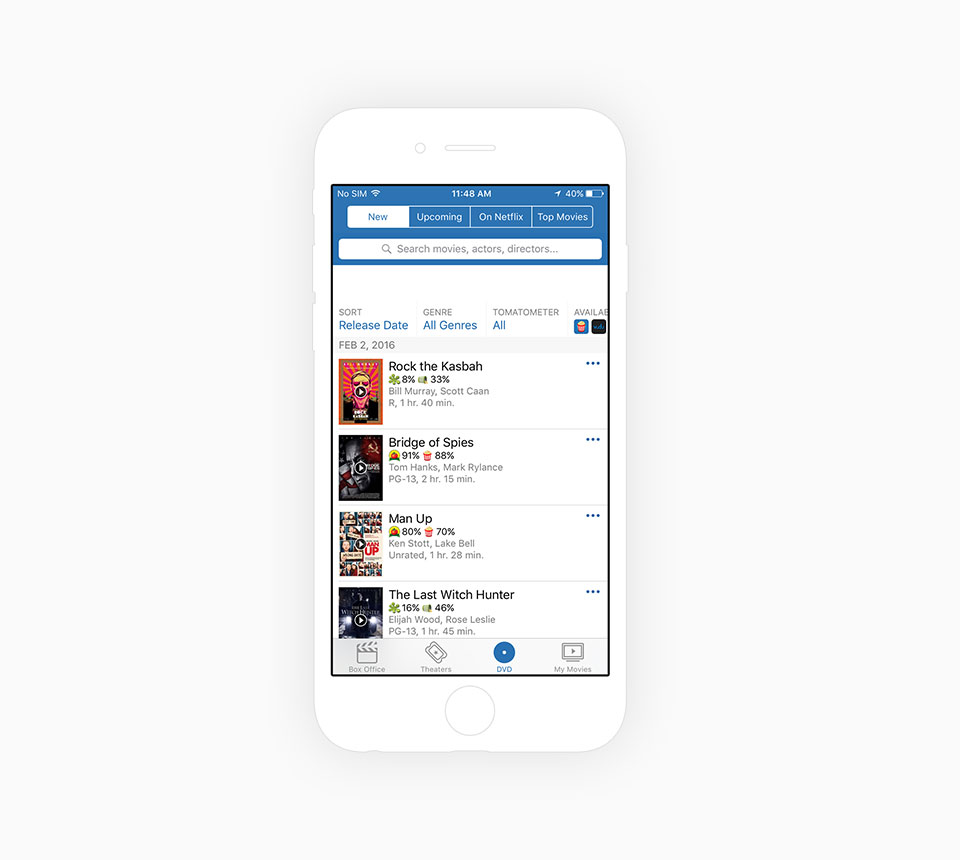 No SIM 11:48 AM 40%
New Upcoming On Netflix Top Movies
Search movies, actors, directors...
SORT GENRE TOMATOMETER AVAILAB
Release Date All Genres All
FEB 2, 2016
Rock the Kasbah
8% 33%
Bill Murray, Scott Caan
R, 1 hr. 40 min.
Bridge of Spies
91% 88%
Tom Hanks, Mark Rylance
PG-13, 2 hr. 15 min.
Man Up
80% 70%
Ken Stott, Lake Bell
Unrated, 1 hr. 28 min.
MAN
UP
The Last Witch Hunter
16% 46%
Elijah Wood, Rose Leslie
PG-13, 1 hr. 45 min.
Box Office Theaters DVD My Movies